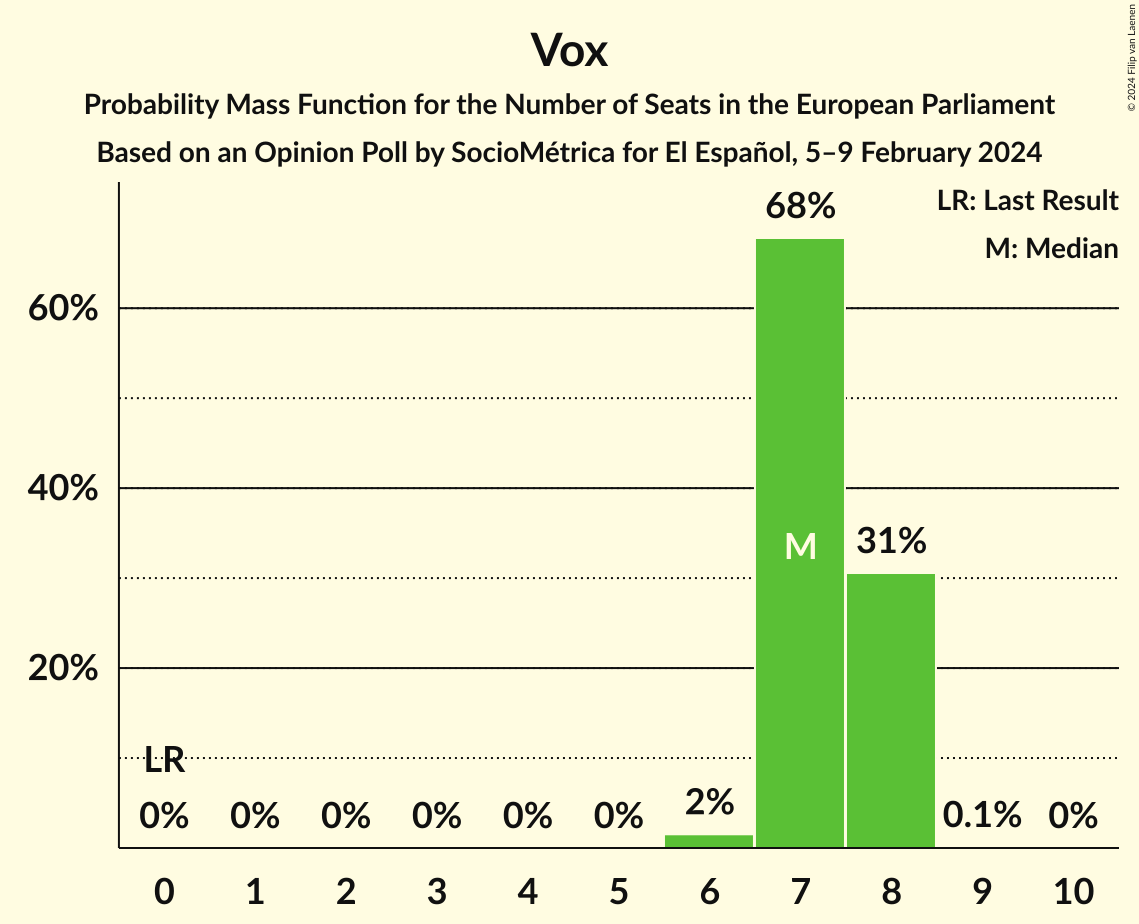 Vox
Probability Mass Function for the Number of Seats in the European Parliament
Based on an Opinion Poll by SocioMétrica for El Español, 5–9 February 2024
© 2024 Filip van Laenen
LR: Last Result
M: Median
68%
60%
40%
31%
M
20%
LR
0% 0% 0% 0% 0% 0% 2% 0.1% 0%
0 1 2 3 4 5 6 7 8 9 10